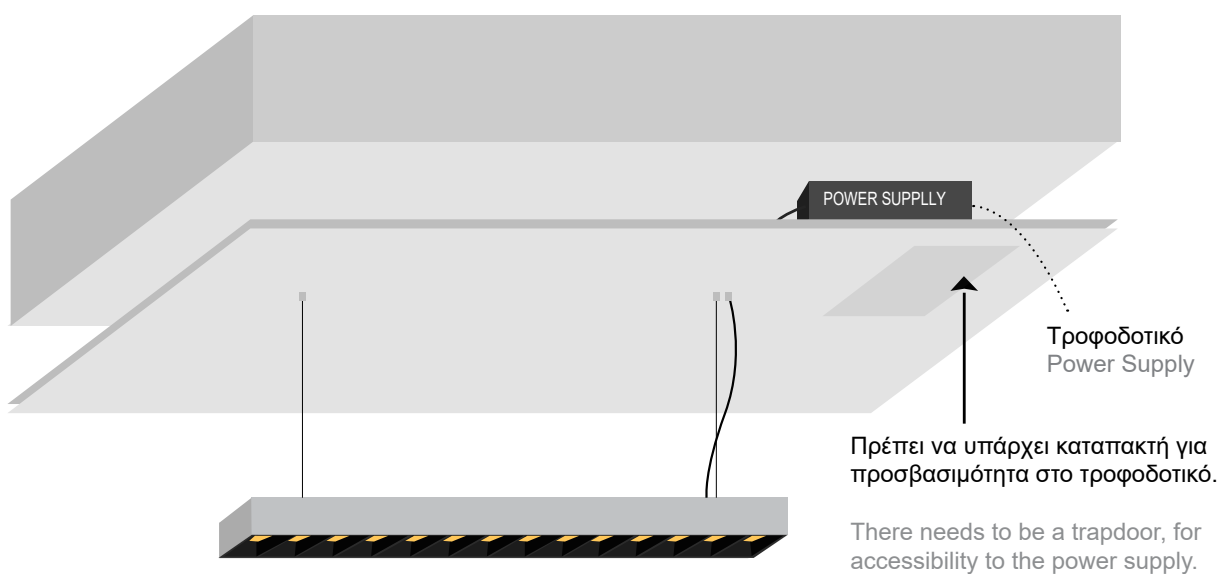 POWER SUPPLLY
Τροφοδοτικό
Power Supply
Πρέπει να υπάρχει καταπακτή για
προσβασιμότητα στο τροφοδοτικό.
There needs to be a trapdoor, for
accessibility to the power supply.